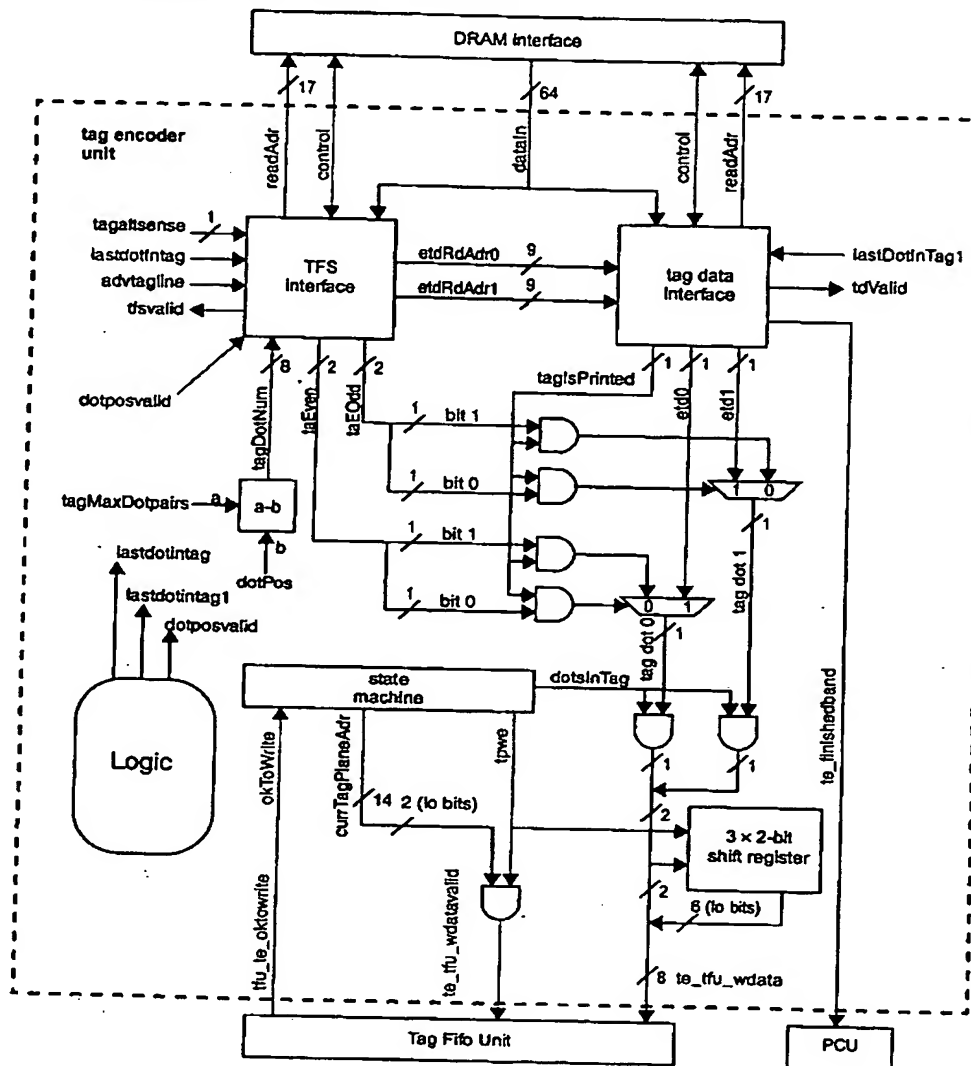 DRAM Interface
17
64
17
tag encoder
unit
readAdr
control
dataIn
control
readAdr
tagaltsense
1
lastdotintag
advtagline
tfsvalid
TFS
Interface
etdRdAdr0
9
etdRdAdr1
9
tag data
Interface
lastDotInTag1
tdValid
dotposvalid
8
2
2
tagIsPrinted
1
1
1
tagDotNum
taEven
taEOdd
etd0
etd1
1
bit 1
1
bit 0
1
0
1
tagMaxDotpairs
a
a-b
b
dotPos
1
bit 1
1
bit 0
0
1
1
tag dot 0
tag dot 1
lastdotintag
lastdotintag1
dotposvalid
Logic
state
machine
dotsInTag
okToWrite
currTagPlaneAdr
tpwe
14
2 (lo bits)
1
1
2
3 × 2-bit
shift register
2
6 (lo bits)
te_finishedband
tfu_te_oktowrite
te_tfu_wdatavalid
8
te_tfu_wdata
Tag Fifo Unit
PCU